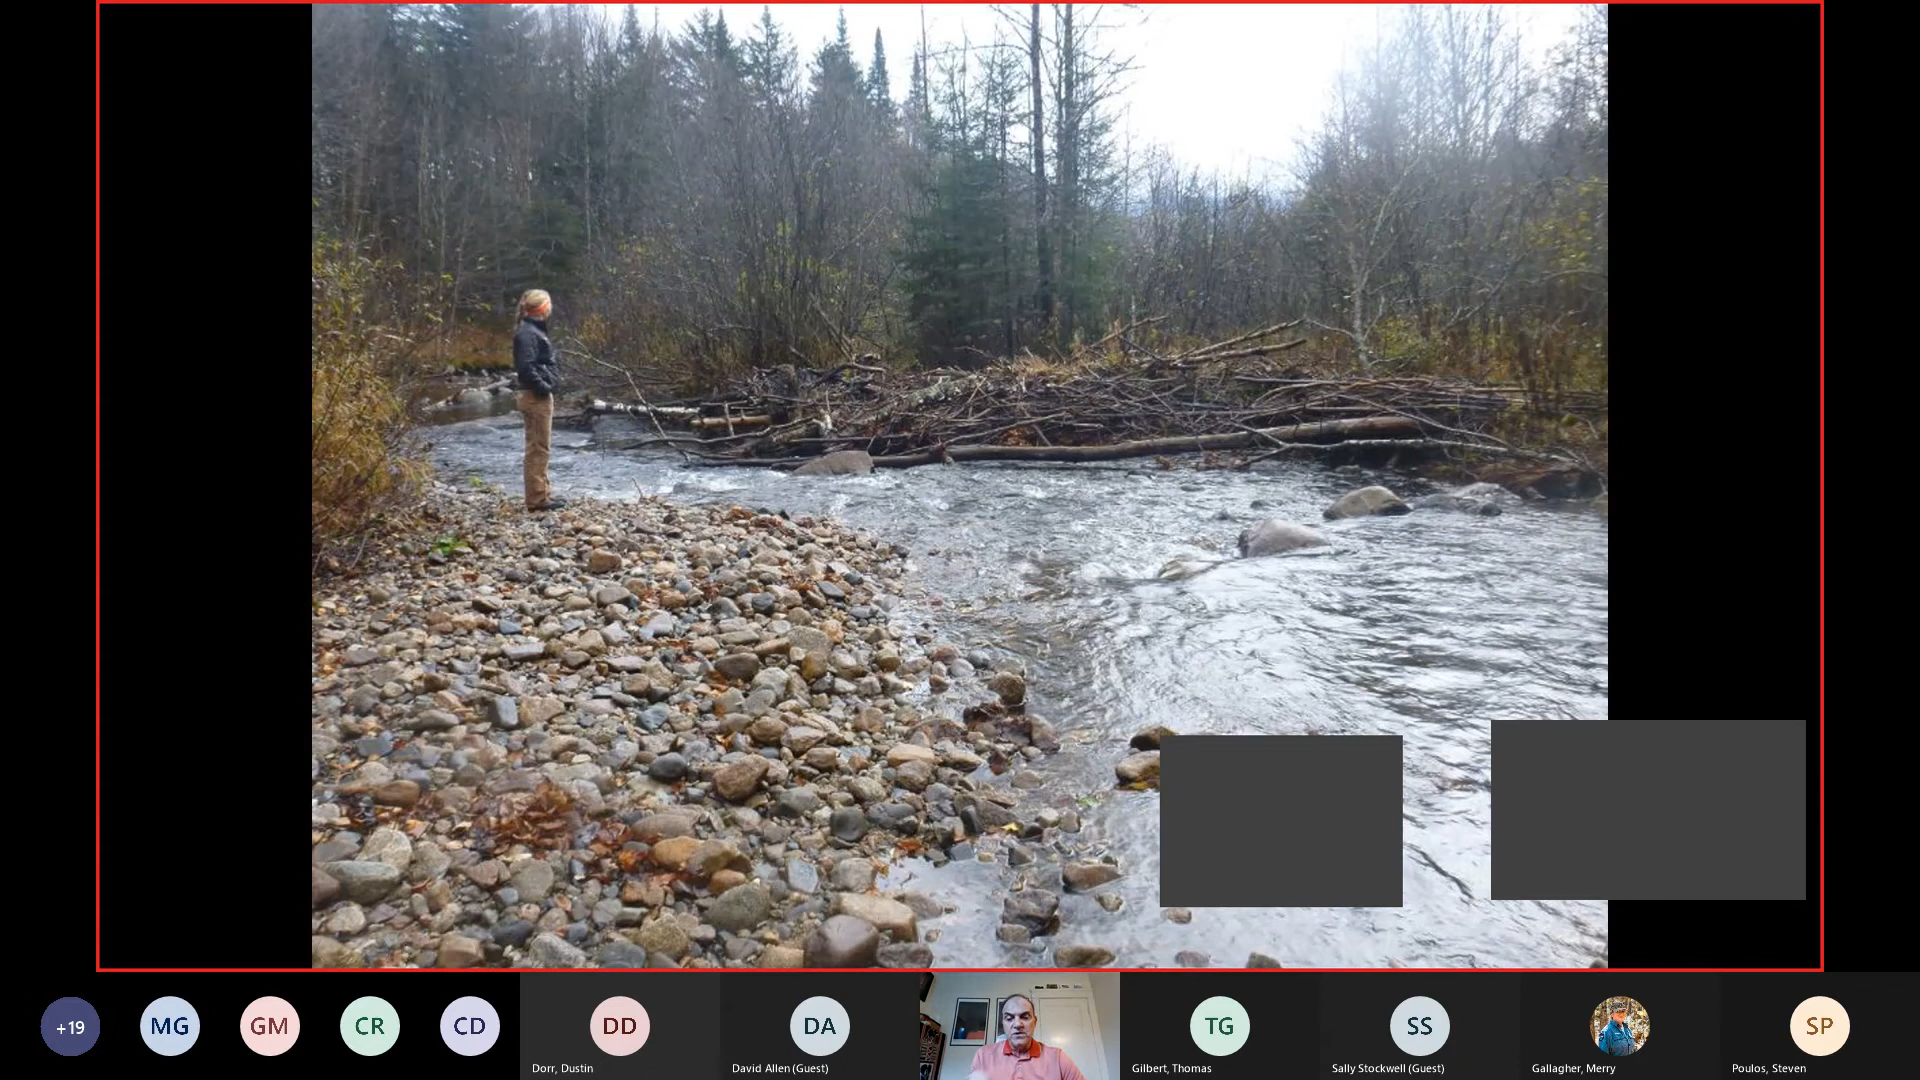 +19
MG
GM
CR
CD
DD
DA
TG
SS
SP
Dorr, Dustin
David Allen (Guest)
Gilbert, Thomas
Sally Stockwell (Guest)
Gallagher, Merry
Poulos, Steven